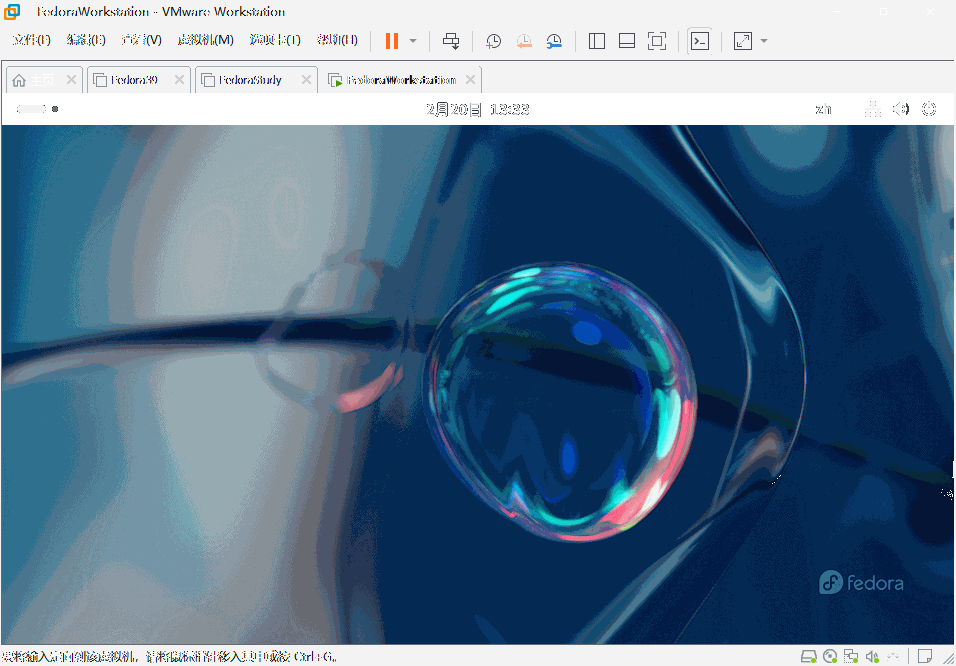 FedoraWorkstation - VMware Workstation
文件(F) 编辑(E) 查看(V) 虚拟机(M) 选项卡(T) 帮助(H)
主页 Fedora39 FedoraStudy FedoraWorkstation
2月20日 13:33 zh
fedora
要将输入定向到该虚拟机，请将鼠标指针移入其中或按 Ctrl+G。